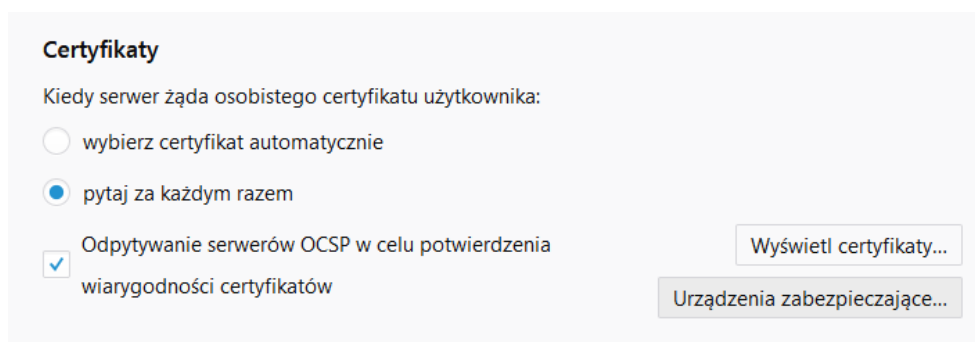 Certyfikaty
Kiedy serwer żąda osobistego certyfikatu użytkownika:
wybierz certyfikat automatycznie
pytaj za każdym razem
Odpytywanie serwerów OCSP w celu potwierdzenia
wiarygodności certyfikatów
Wyświetl certyfikaty...
Urządzenia zabezpieczające...